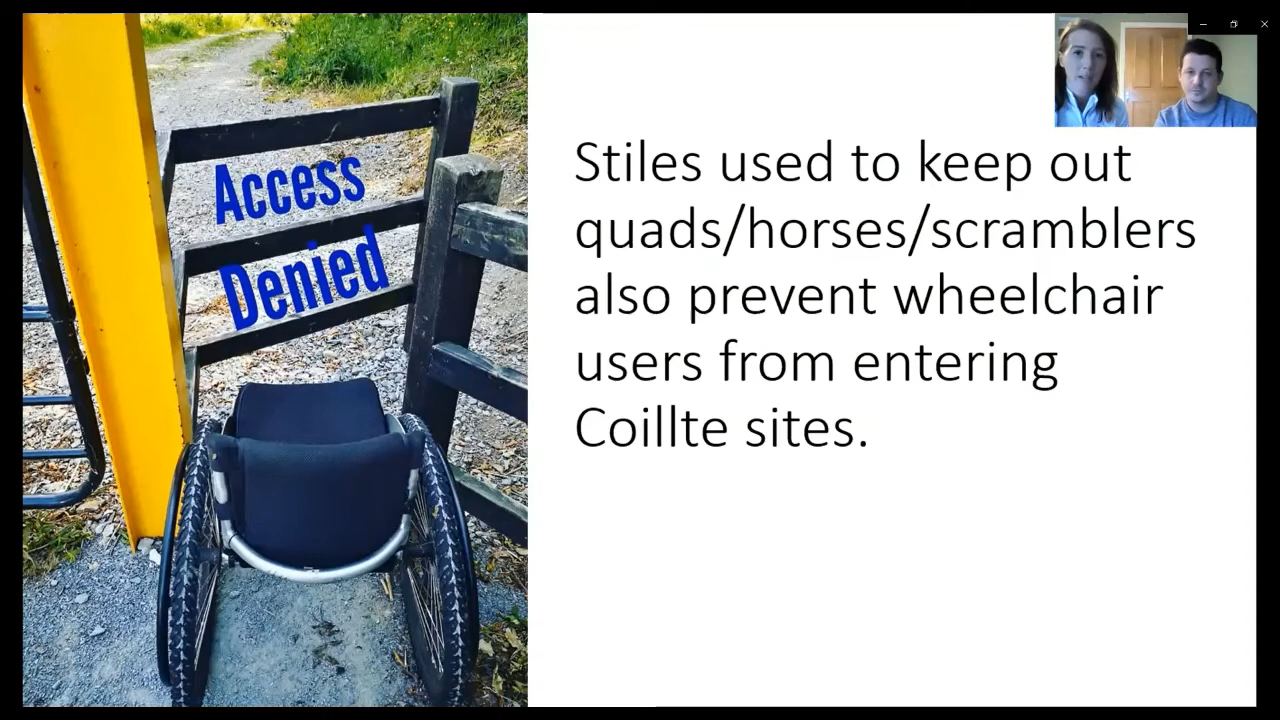 Access
Denied
Stiles used to keep out
quads/horses/scramblers
also prevent wheelchair
users from entering
Coillte sites.